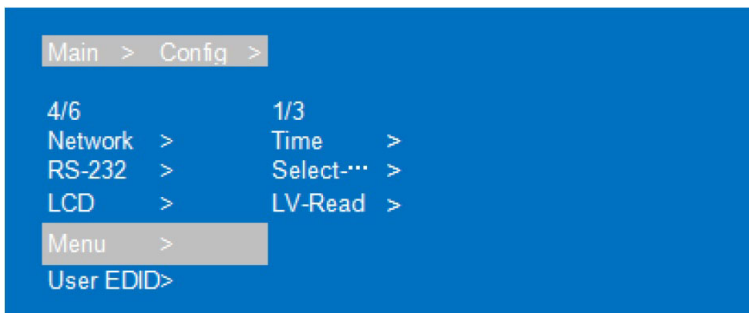 Main > Config >
4/6 1/3
Network > Time >
RS-232 > Select-··· >
LCD > LV-Read >
Menu >
User EDID>